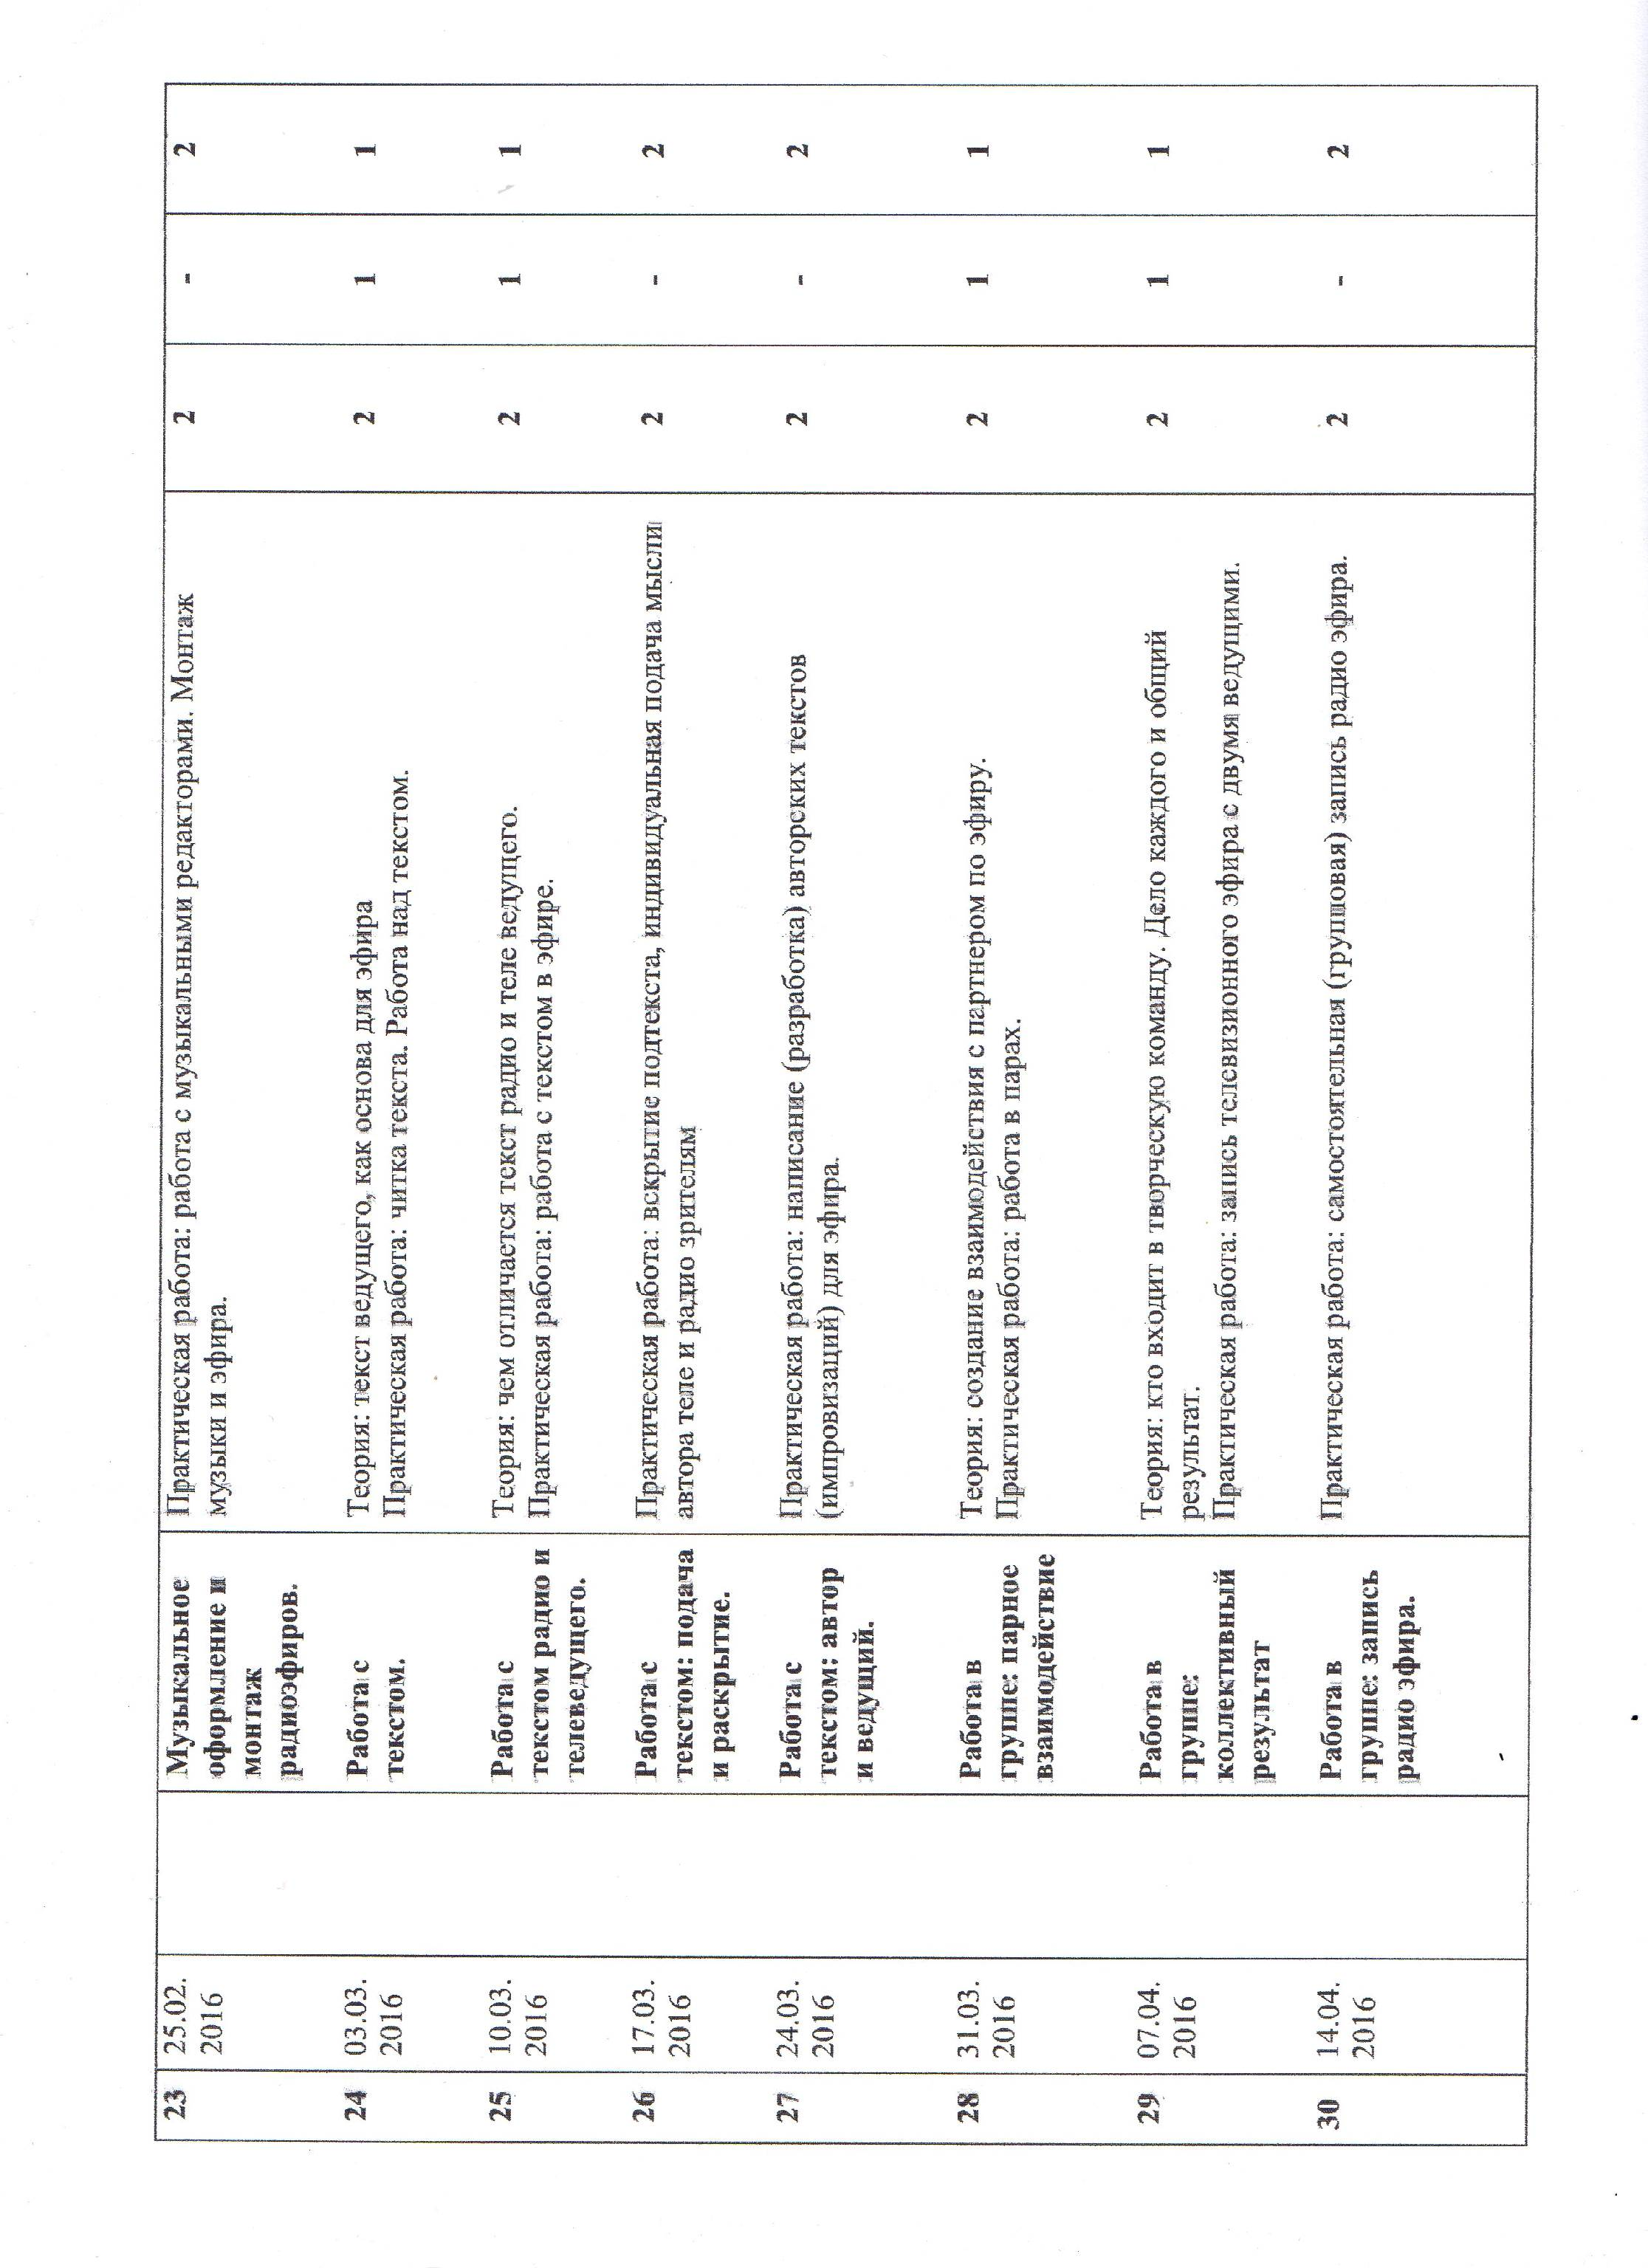 23
25.02.
2016
Музыкальное
оформление и
монтаж
радиоэфиров.
Практическая работа: работа с музыкальными редакторами. Монтаж
музыки и эфира.
2
-
2
24
03.03.
2016
Работа с
текстом.
Теория: текст ведущего, как основа для эфира
Практическая работа: читка текста. Работа над текстом.
2
1
1
25
10.03.
2016
Работа с
текстом радио и
телеведущего.
Теория: чем отличается текст радио и теле ведущего.
Практическая работа: работа с текстом в эфире.
2
1
1
26
17.03.
2016
Работа с
текстом: подача
и раскрытие.
Практическая работа: вскрытие подтекста, индивидуальная подача мысли
автора теле и радио зрителям
2
-
2
27
24.03.
2016
Работа с
текстом: автор
и ведущий.
Практическая работа: написание (разработка) авторских текстов
(импровизаций) для эфира.
2
-
2
28
31.03.
2016
Работа в
группе: парное
взаимодействие
Теория: создание взаимодействия с партнером по эфиру.
Практическая работа: работа в парах.
2
1
1
29
07.04.
2016
Работа в
группе:
коллективный
результат
Теория: кто входит в творческую команду. Дело каждого и общий
результат.
Практическая работа: запись телевизионного эфира с двумя ведущими.
2
1
1
30
14.04.
2016
Работа в
группе: запись
радио эфира.
Практическая работа: самостоятельная (групповая) запись радио эфира.
2
-
2